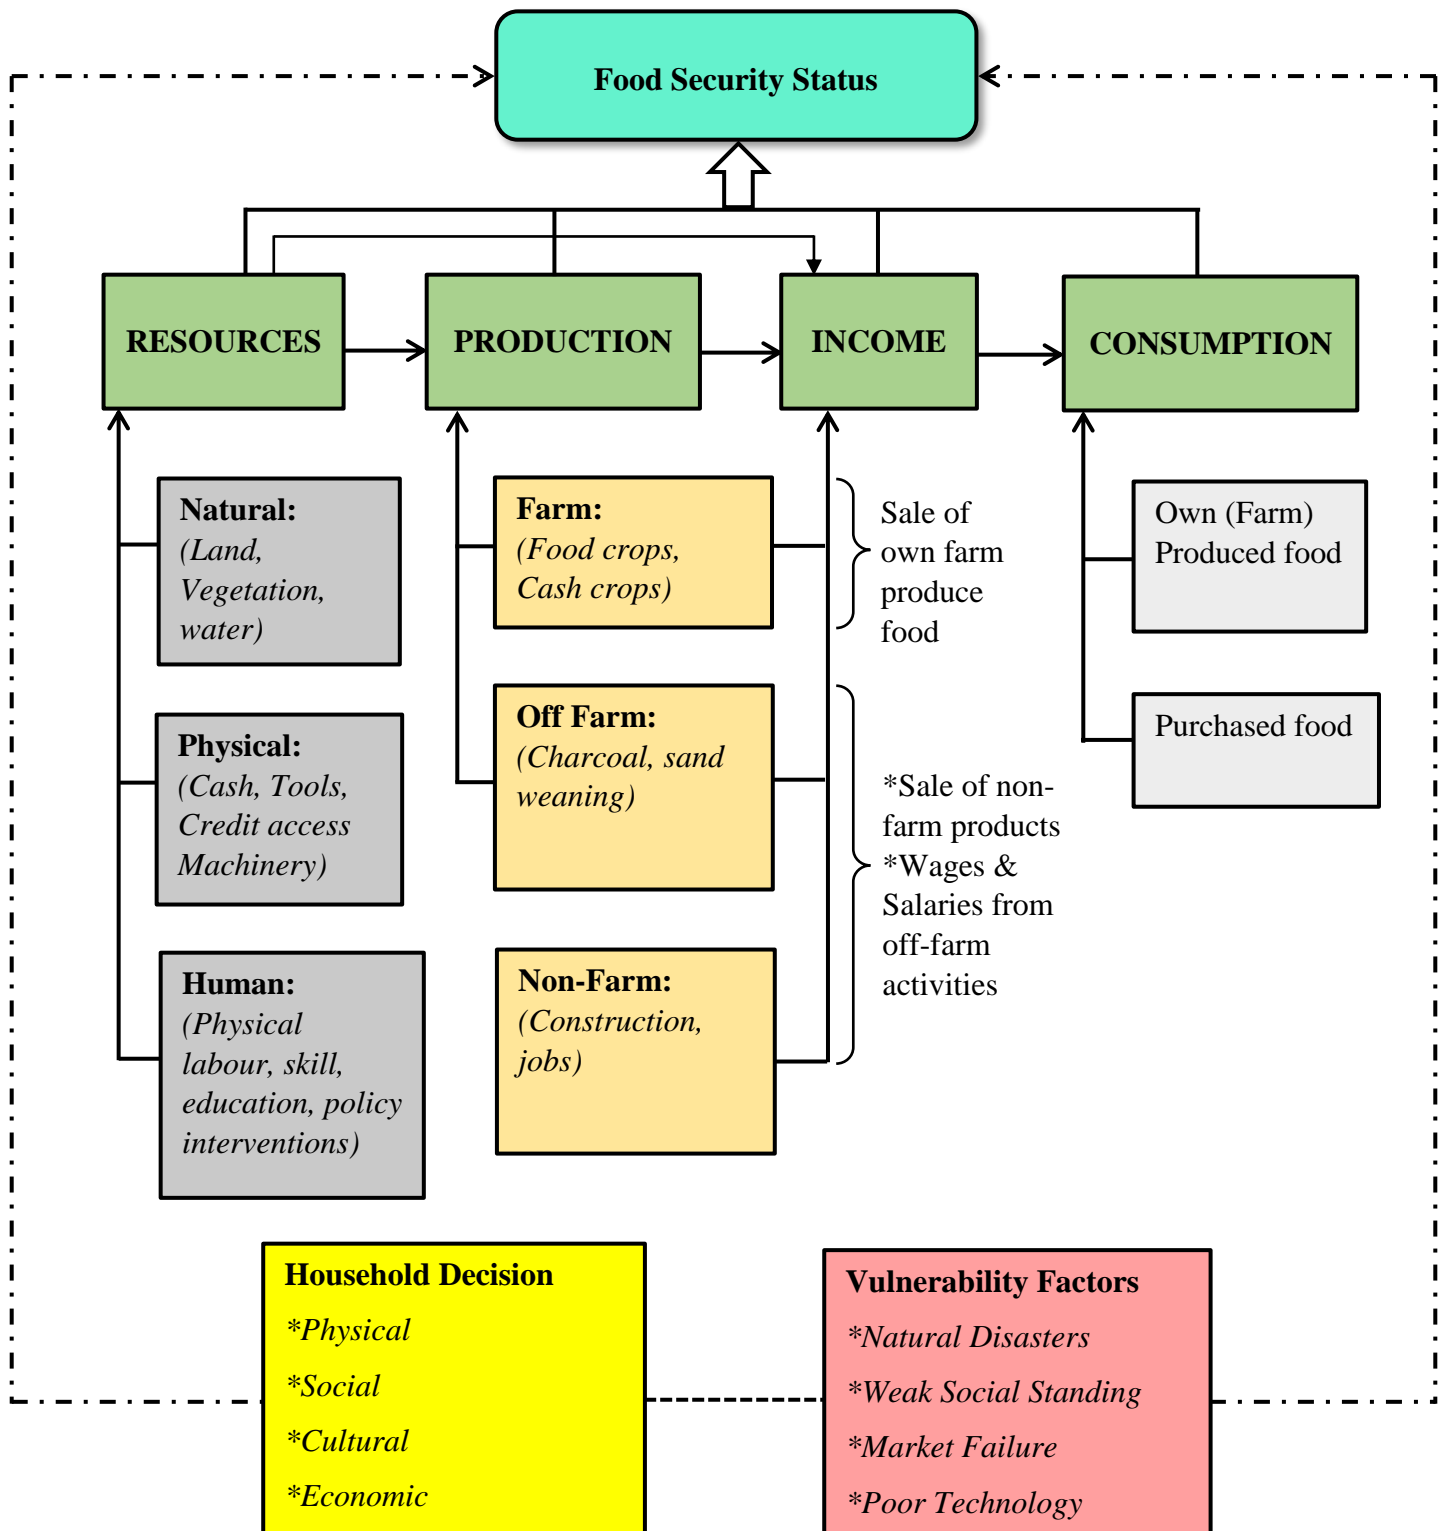 Food Security Status
RESOURCES
PRODUCTION
INCOME
CONSUMPTION
Natural:
(Land,
Vegetation,
water)
Physical:
(Cash, Tools,
Credit access
Machinery)
Human:
(Physical
labour, skill,
education, policy
interventions)
Farm:
(Food crops,
Cash crops)
Off Farm:
(Charcoal, sand
weaning)
Non-Farm:
(Construction,
jobs)
Sale of
own farm
produce
food
*Sale of non-
farm products
*Wages &
Salaries from
off-farm
activities
Own (Farm)
Produced food
Purchased food
Household Decision
*Physical
*Social
*Cultural
*Economic
Vulnerability Factors
*Natural Disasters
*Weak Social Standing
*Market Failure
*Poor Technology